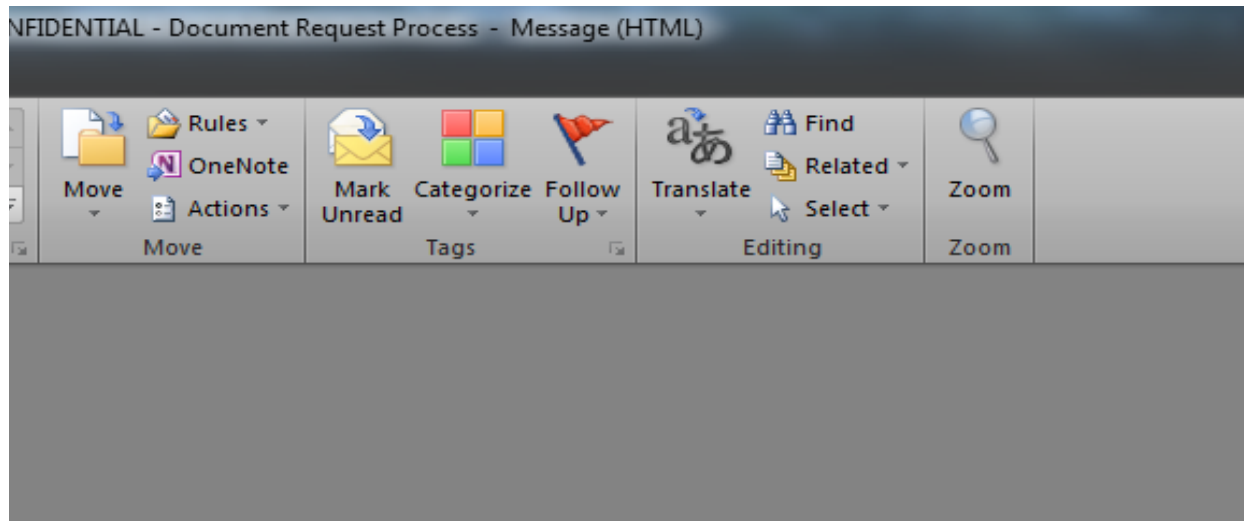 NFIDENTIAL - Document Request Process - Message (HTML)
Rules
OneNote
Actions
Move
Move
Mark
Unread
Categorize
Follow
Up
Tags
Translate
Find
Related
Select
Editing
Zoom
Zoom